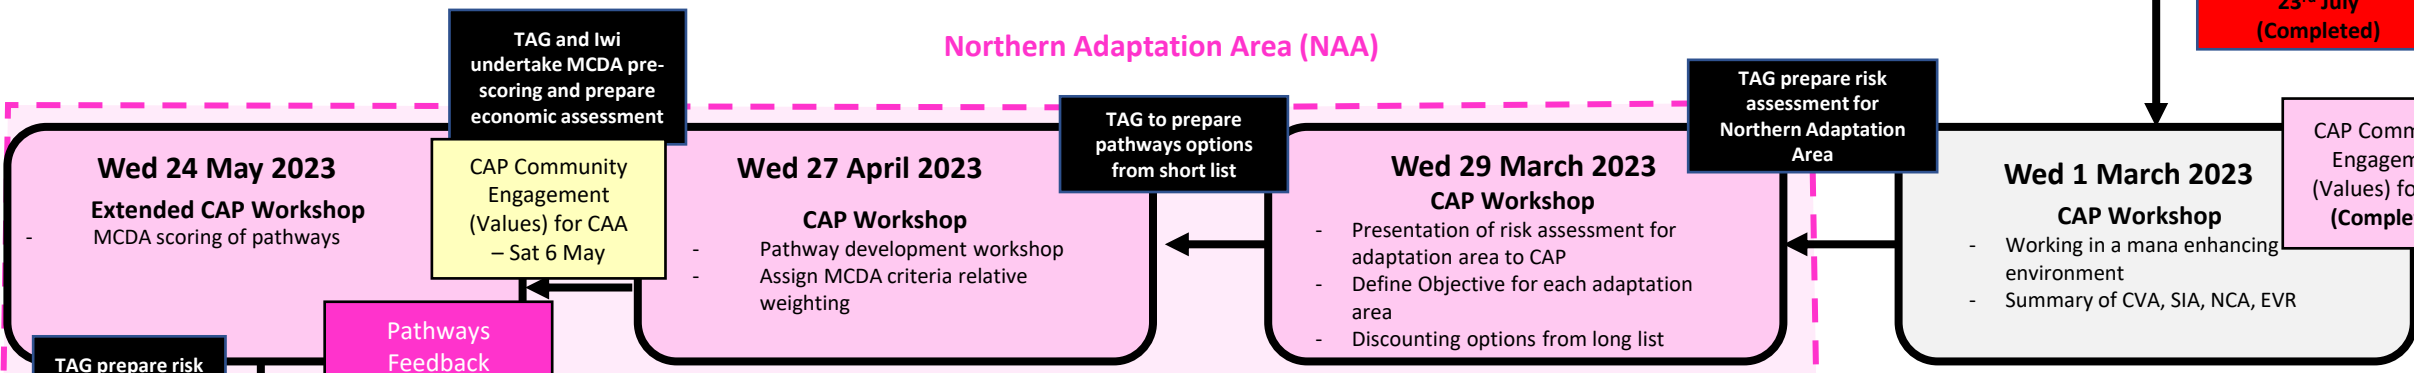 Northern Adaptation Area (NAA)
TAG and Iwi
undertake MCDA pre-
scoring and prepare
economic assessment
Wed 24 May 2023
Extended CAP Workshop
- MCDA scoring of pathways
CAP Community
Engagement
(Values) for CAA
– Sat 6 May
Pathways
Feedback
TAG prepare risk
Wed 27 April 2023
CAP Workshop
- Pathway development workshop
- Assign MCDA criteria relative
weighting
TAG to prepare
pathways options
from short list
Wed 29 March 2023
CAP Workshop
- Presentation of risk assessment for
adaptation area to CAP
- Define Objective for each adaptation
area
- Discounting options from long list
TAG prepare risk
assessment for
Northern Adaptation
Area
Wed 1 March 2023
CAP Workshop
- Working in a mana enhancing
environment
- Summary of CVA, SIA, NCA, EVR
23rd July
(Completed)
CAP Comm
Engagem
(Values) fo
(Comple